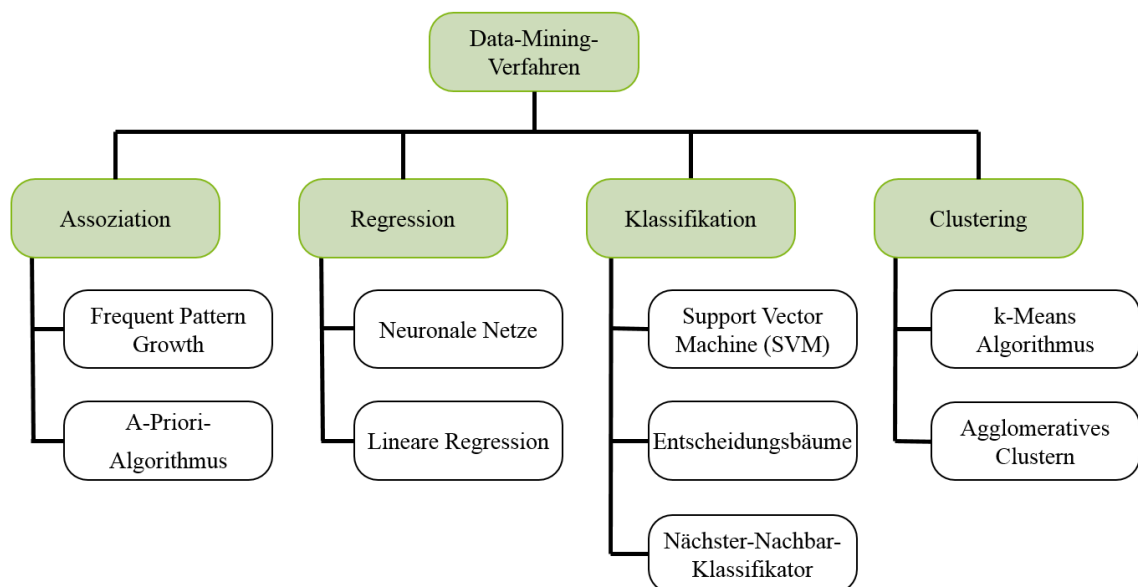 Data-Mining-
Verfahren
Assoziation
Regression
Klassifikation
Clustering
Frequent Pattern
Growth
Neuronale Netze
Support Vector
Machine (SVM)
k-Means
Algorithmus
A-Priori-
Algorithmus
Lineare Regression
Entscheidungsbäume
Agglomeratives
Clustern
Nächster-Nachbar-
Klassifikator